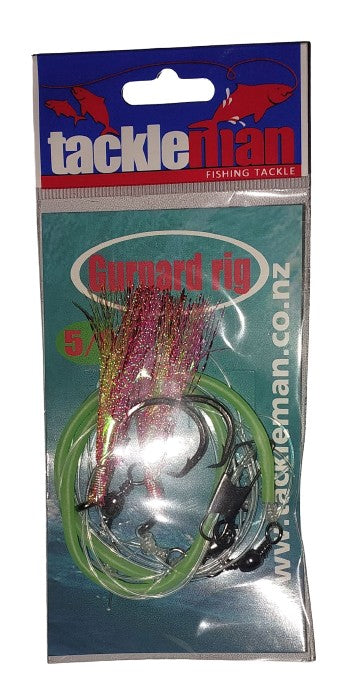 tackleman
FISHING TACKLE
Gurnard rig
5/
www.tackleman.co.nz